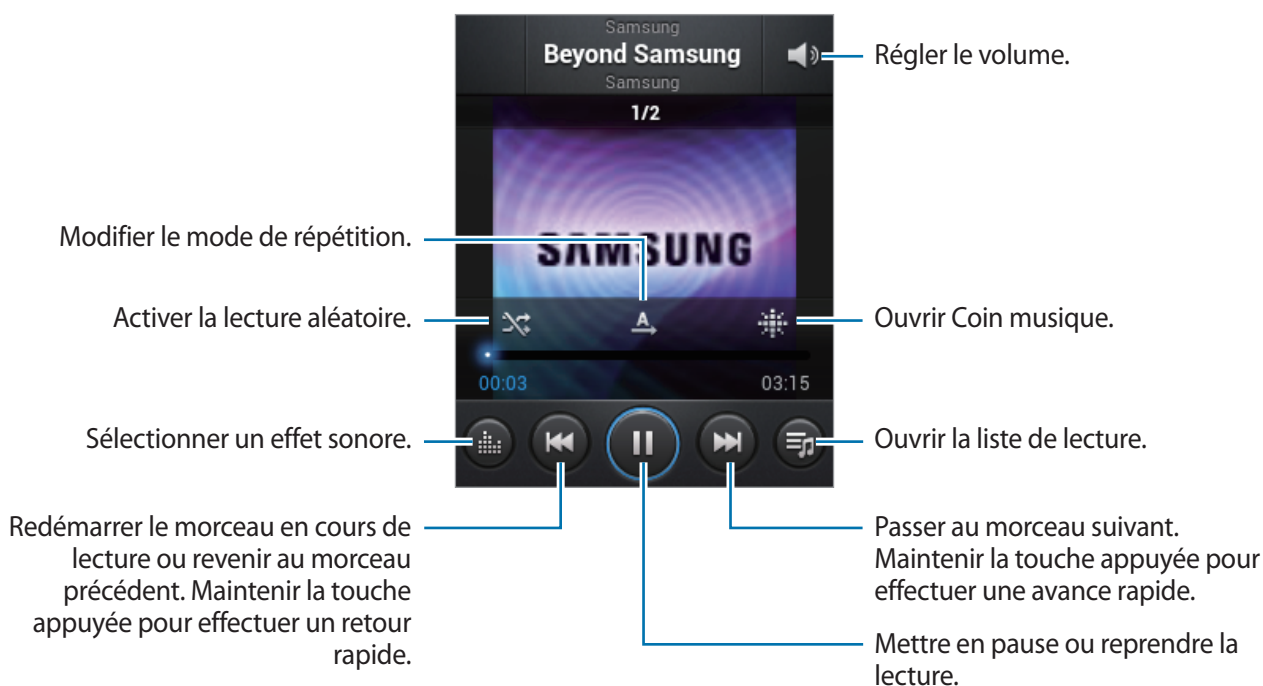 Samsung
Beyond Samsung
Samsung
1/2
Régler le volume.
SAMSUNG
Modifier le mode de répétition.
Activer la lecture aléatoire.
A
Ouvrir Coin musique.
00:03
03:15
Sélectionner un effet sonore.
Ouvrir la liste de lecture.
Redémarrer le morceau en cours de
lecture ou revenir au morceau
précédent. Maintenir la touche
appuyée pour effectuer un retour
rapide.
Passer au morceau suivant.
Maintenir la touche appuyée pour
effectuer une avance rapide.
Mettre en pause ou reprendre la
lecture.